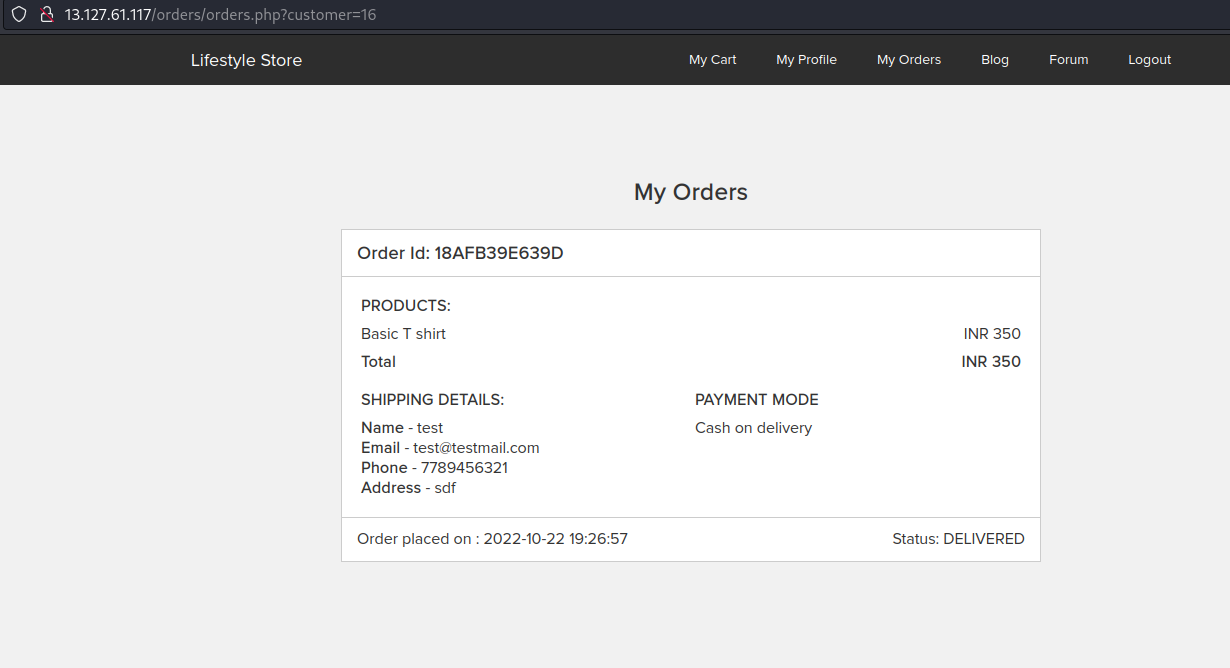 13.127.61.117/orders/orders.php?customer=16
Lifestyle Store My Cart My Profile My Orders Blog Forum Logout
My Orders
Order Id: 18AFB39E639D
PRODUCTS:
Basic T shirt INR 350
Total INR 350
SHIPPING DETAILS: PAYMENT MODE
Name - test Cash on delivery
Email - test@testmail.com
Phone - 7789456321
Address - sdf
Order placed on : 2022-10-22 19:26:57 Status: DELIVERED